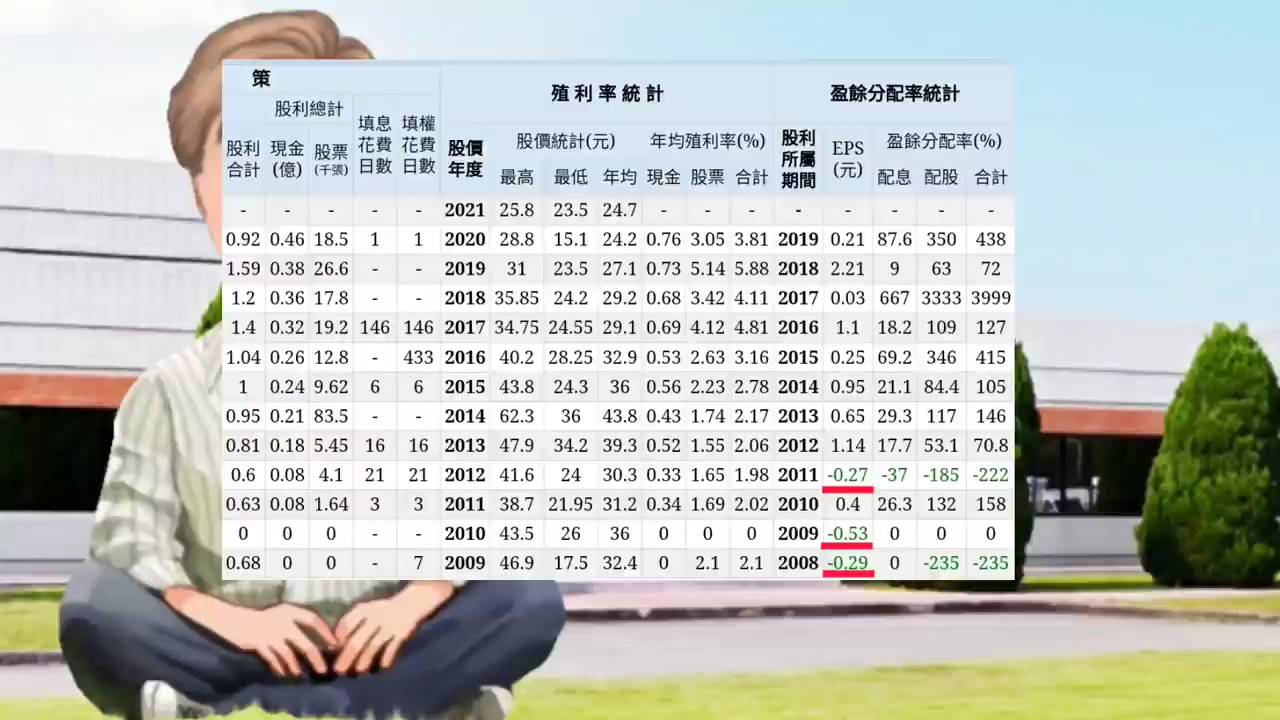 策 殖利率統計 盈餘分配率統計
股利總計 填息花費日數 填權花費日數 股價年度 股價統計(元) 年均殖利率(%) 股利所屬期間 EPS(元) 盈餘分配率(%)
股利合計 現金(億) 股票(千張) 最高 最低 年均 現金 股票 合計 配息 配股 合計
- - - - - 2021 25.8 23.5 24.7 - - - - - - - -
0.92 0.46 18.5 1 1 2020 28.8 15.1 24.2 0.76 3.05 3.81 2019 0.21 87.6 350 438
1.59 0.38 26.6 - - 2019 31 23.5 27.1 0.73 5.14 5.88 2018 2.21 9 63 72
1.2 0.36 17.8 - - 2018 35.85 24.2 29.2 0.68 3.42 4.11 2017 0.03 667 3333 3999
1.4 0.32 19.2 146 146 2017 34.75 24.55 29.1 0.69 4.12 4.81 2016 1.1 18.2 109 127
1.04 0.26 12.8 - 433 2016 40.2 28.25 32.9 0.53 2.63 3.16 2015 0.25 69.2 346 415
1 0.24 9.62 6 6 2015 43.8 24.3 36 0.56 2.23 2.78 2014 0.95 21.1 84.4 105
0.95 0.21 83.5 - - 2014 62.3 36 43.8 0.43 1.74 2.17 2013 0.65 29.3 117 146
0.81 0.18 5.45 16 16 2013 47.9 34.2 39.3 0.52 1.55 2.06 2012 1.14 17.7 53.1 70.8
0.6 0.08 4.1 21 21 2012 41.6 24 30.3 0.33 1.65 1.98 2011 -0.27 -37 -185 -222
0.63 0.08 1.64 3 3 2011 38.7 21.95 31.2 0.34 1.69 2.02 2010 0.4 26.3 132 158
0 0 0 - - 2010 43.5 26 36 0 0 0 2009 -0.53 0 0 0
0.68 0 0 - 7 2009 46.9 17.5 32.4 0 2.1 2.1 2008 -0.29 0 -235 -235